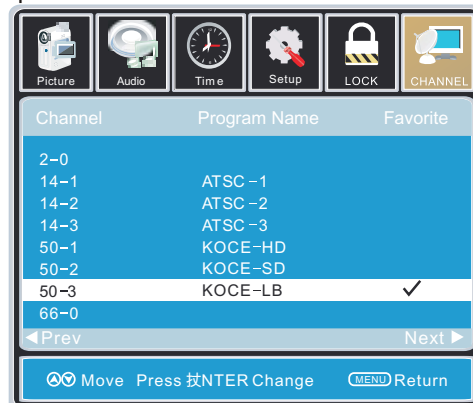 Picture Audio Time Setup LOCK CHANNEL
Channel Program Name Favorite
2-0
14-1 ATSC-1
14-2 ATSC-2
14-3 ATSC-3
50-1 KOCE-HD
50-2 KOCE-SD
50-3 KOCE-LB
66-0
Prev Next
Move Press 扙NTER Change MENU Return